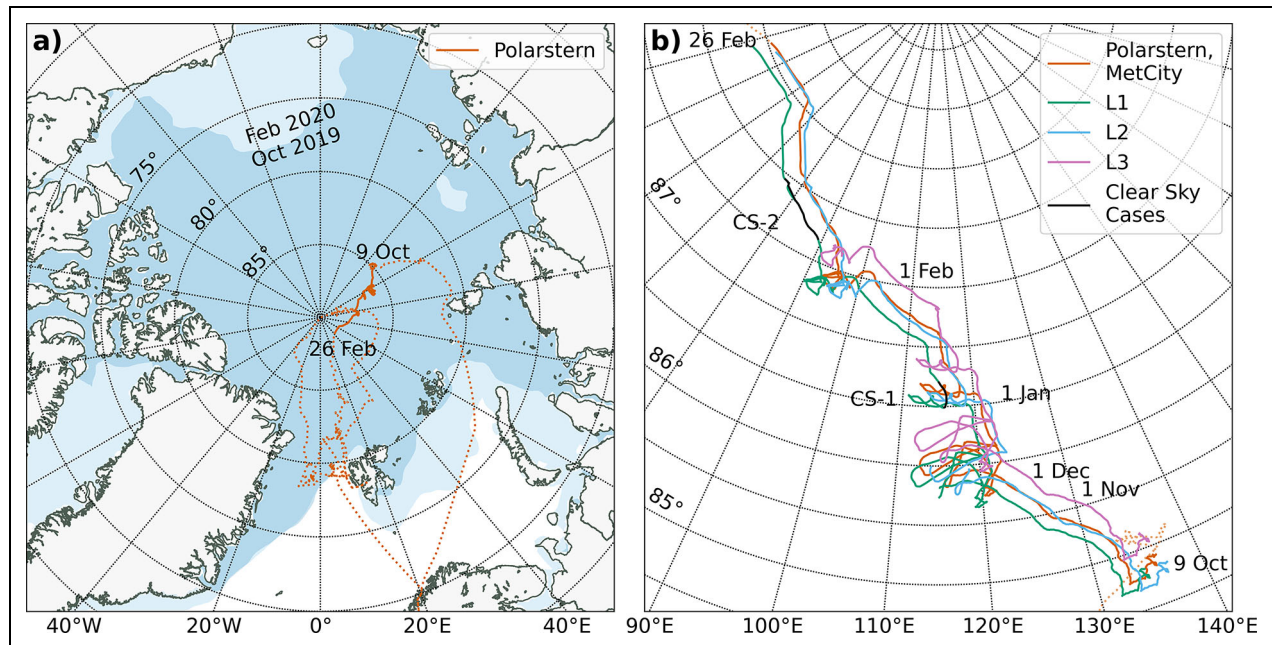 a)
Polarstern
Feb 2020
Oct 2019
75°
80°
85°
9 Oct
26 Feb
40°W
20°W
0°
20°E
40°E
b)
26 Feb
Polarstern,
MetCity
L1
L2
L3
Clear Sky
Cases
87°
CS-2
1 Feb
86°
CS-1
1 Jan
1 Dec
1 Nov
85°
9 Oct
90°E
100°E
110°E
120°E
130°E
140°E